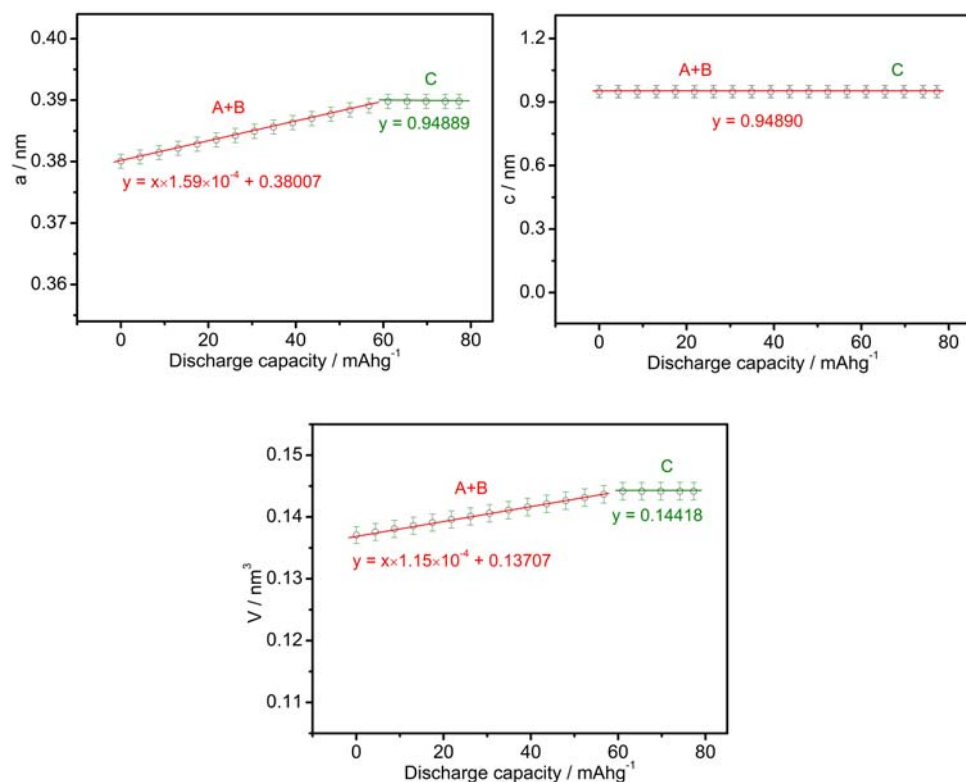 0.40
0.39
0.38
0.37
0.36
a / nm
A+B
C
y = 0.94889
y = x×1.59×10⁻⁴ + 0.38007
0 20 40 60 80
Discharge capacity / mAhg⁻¹
1.2
0.9
0.6
0.3
0.0
c / nm
A+B
C
y = 0.94890
0 20 40 60 80
Discharge capacity / mAhg⁻¹
0.15
0.14
0.13
0.12
0.11
V / nm³
A+B
C
y = 0.14418
y = x×1.15×10⁻⁴ + 0.13707
0 20 40 60 80
Discharge capacity / mAhg⁻¹